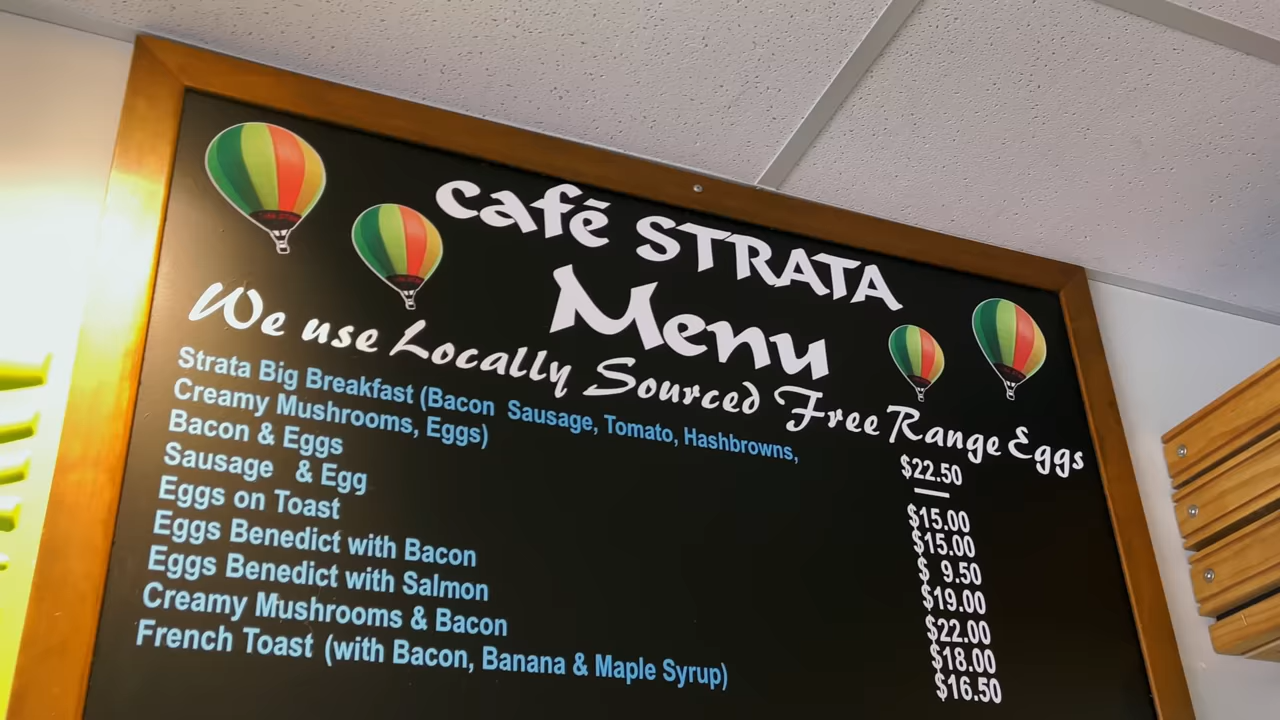 café STRATA
Menu
We use Locally Sourced Free Range Eggs
Strata Big Breakfast (Bacon Sausage, Tomato, Hashbrowns,
Creamy Mushrooms, Eggs) $22.50
Bacon & Eggs $15.00
Sausage & Egg $15.00
Eggs on Toast $ 9.50
Eggs Benedict with Bacon $19.00
Eggs Benedict with Salmon $22.00
Creamy Mushrooms & Bacon $18.00
French Toast (with Bacon, Banana & Maple Syrup) $16.50